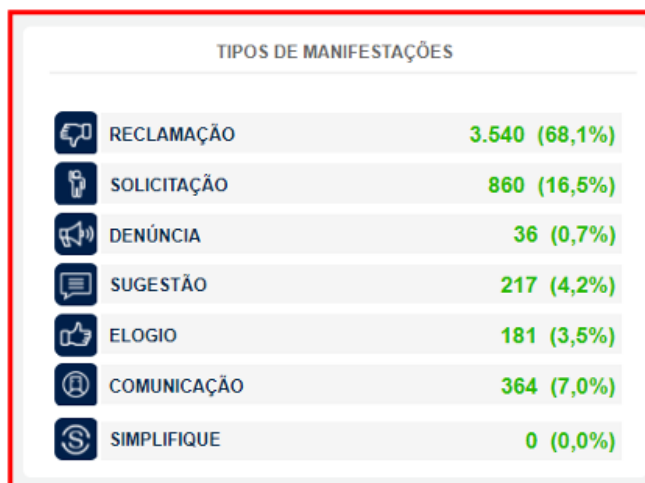 TIPOS DE MANIFESTAÇÕES
RECLAMAÇÃO 3.540 (68,1%)
SOLICITAÇÃO 860 (16,5%)
DENÚNCIA 36 (0,7%)
SUGESTÃO 217 (4,2%)
ELOGIO 181 (3,5%)
COMUNICAÇÃO 364 (7,0%)
SIMPLIFIQUE 0 (0,0%)